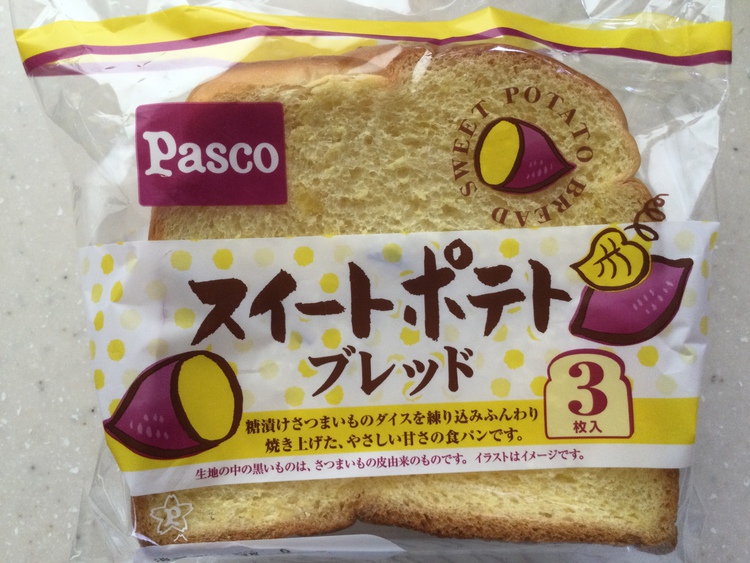 Pasco
SWEET POTATO BREAD
スイートポテト
ブレッド
3
枚入
糖漬けさつまいものダイスを練り込みふんわり
焼き上げた、やさしい甘さの食パンです。
生地の中の黒いものは、さつまいもの皮由来のものです。イラストはイメージです。
P